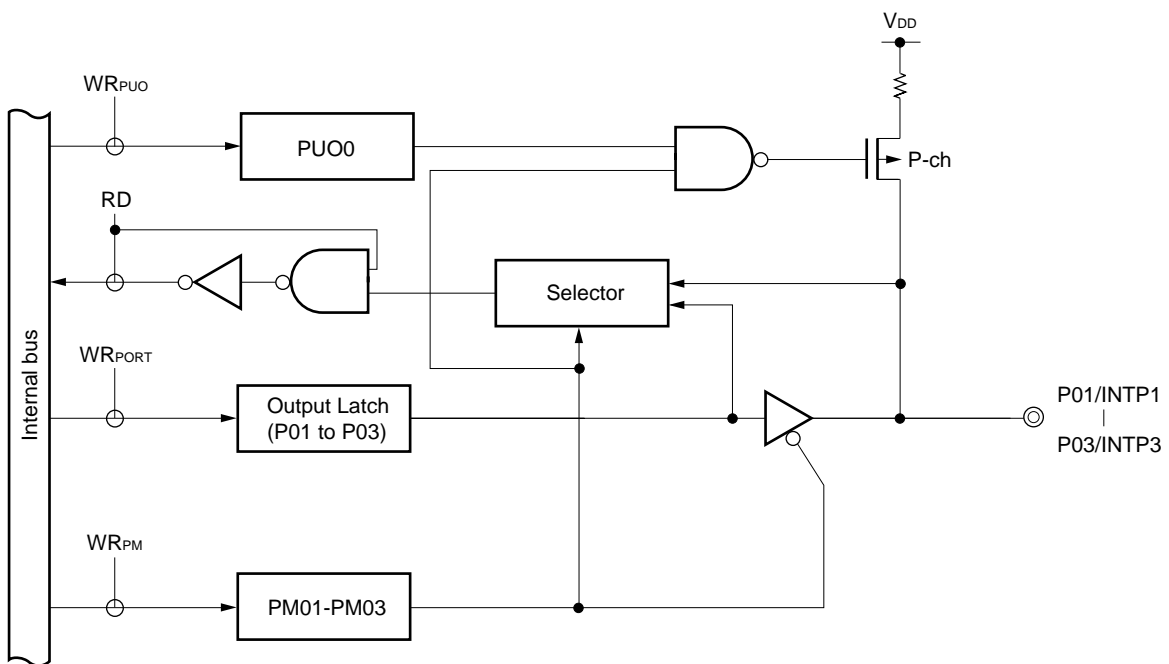 VDD
WRPUO
PUO0
P-ch
RD
Selector
WRPORT
Output Latch
(P01 to P03)
P01/INTP1
P03/INTP3
Internal bus
WRPM
PM01-PM03